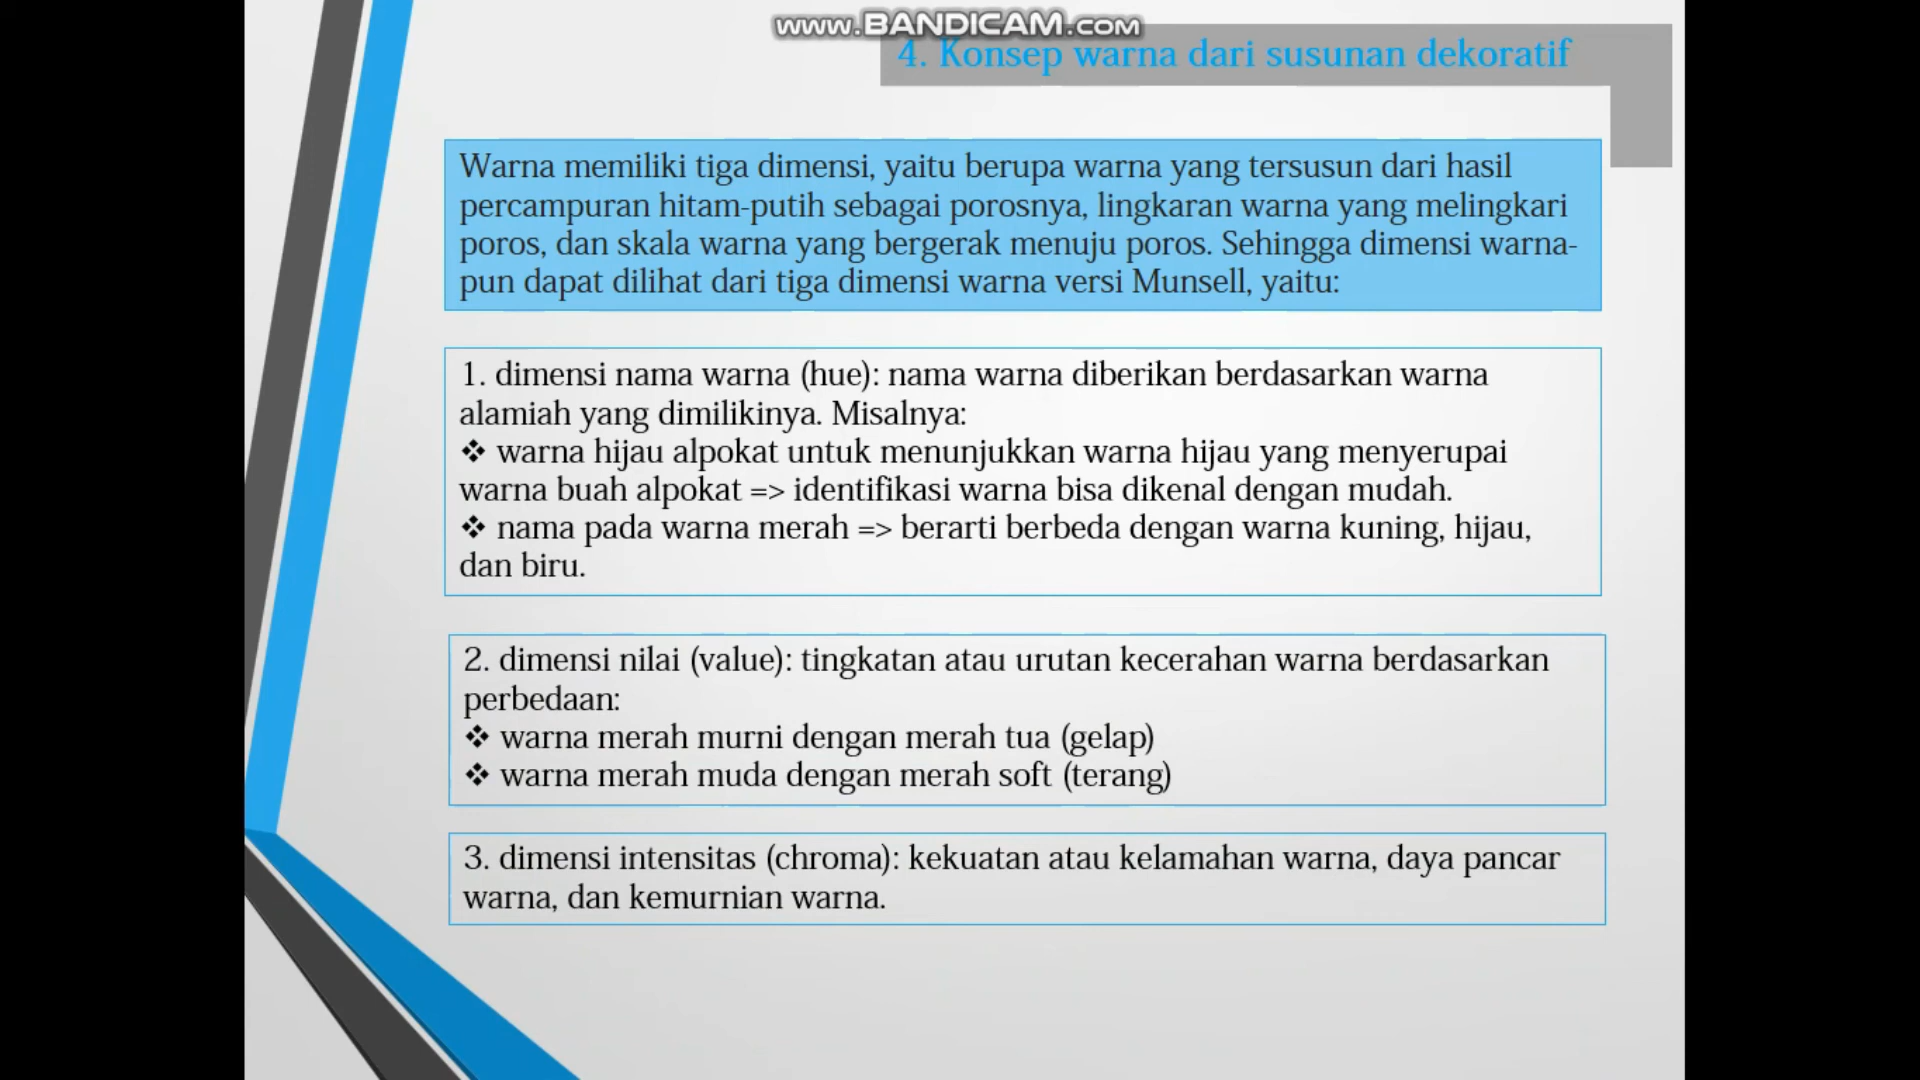 www.BANDICAM.com
4. Konsep warna dari susunan dekoratif
Warna memiliki tiga dimensi, yaitu berupa warna yang tersusun dari hasil
percampuran hitam-putih sebagai porosnya, lingkaran warna yang melingkari
poros, dan skala warna yang bergerak menuju poros. Sehingga dimensi warna-
pun dapat dilihat dari tiga dimensi warna versi Munsell, yaitu:
1. dimensi nama warna (hue): nama warna diberikan berdasarkan warna
alamiah yang dimilikinya. Misalnya:
❖ warna hijau alpokat untuk menunjukkan warna hijau yang menyerupai
warna buah alpokat => identifikasi warna bisa dikenal dengan mudah.
❖ nama pada warna merah => berarti berbeda dengan warna kuning, hijau,
dan biru.
2. dimensi nilai (value): tingkatan atau urutan kecerahan warna berdasarkan
perbedaan:
❖ warna merah murni dengan merah tua (gelap)
❖ warna merah muda dengan merah soft (terang)
3. dimensi intensitas (chroma): kekuatan atau kelamahan warna, daya pancar
warna, dan kemurnian warna.